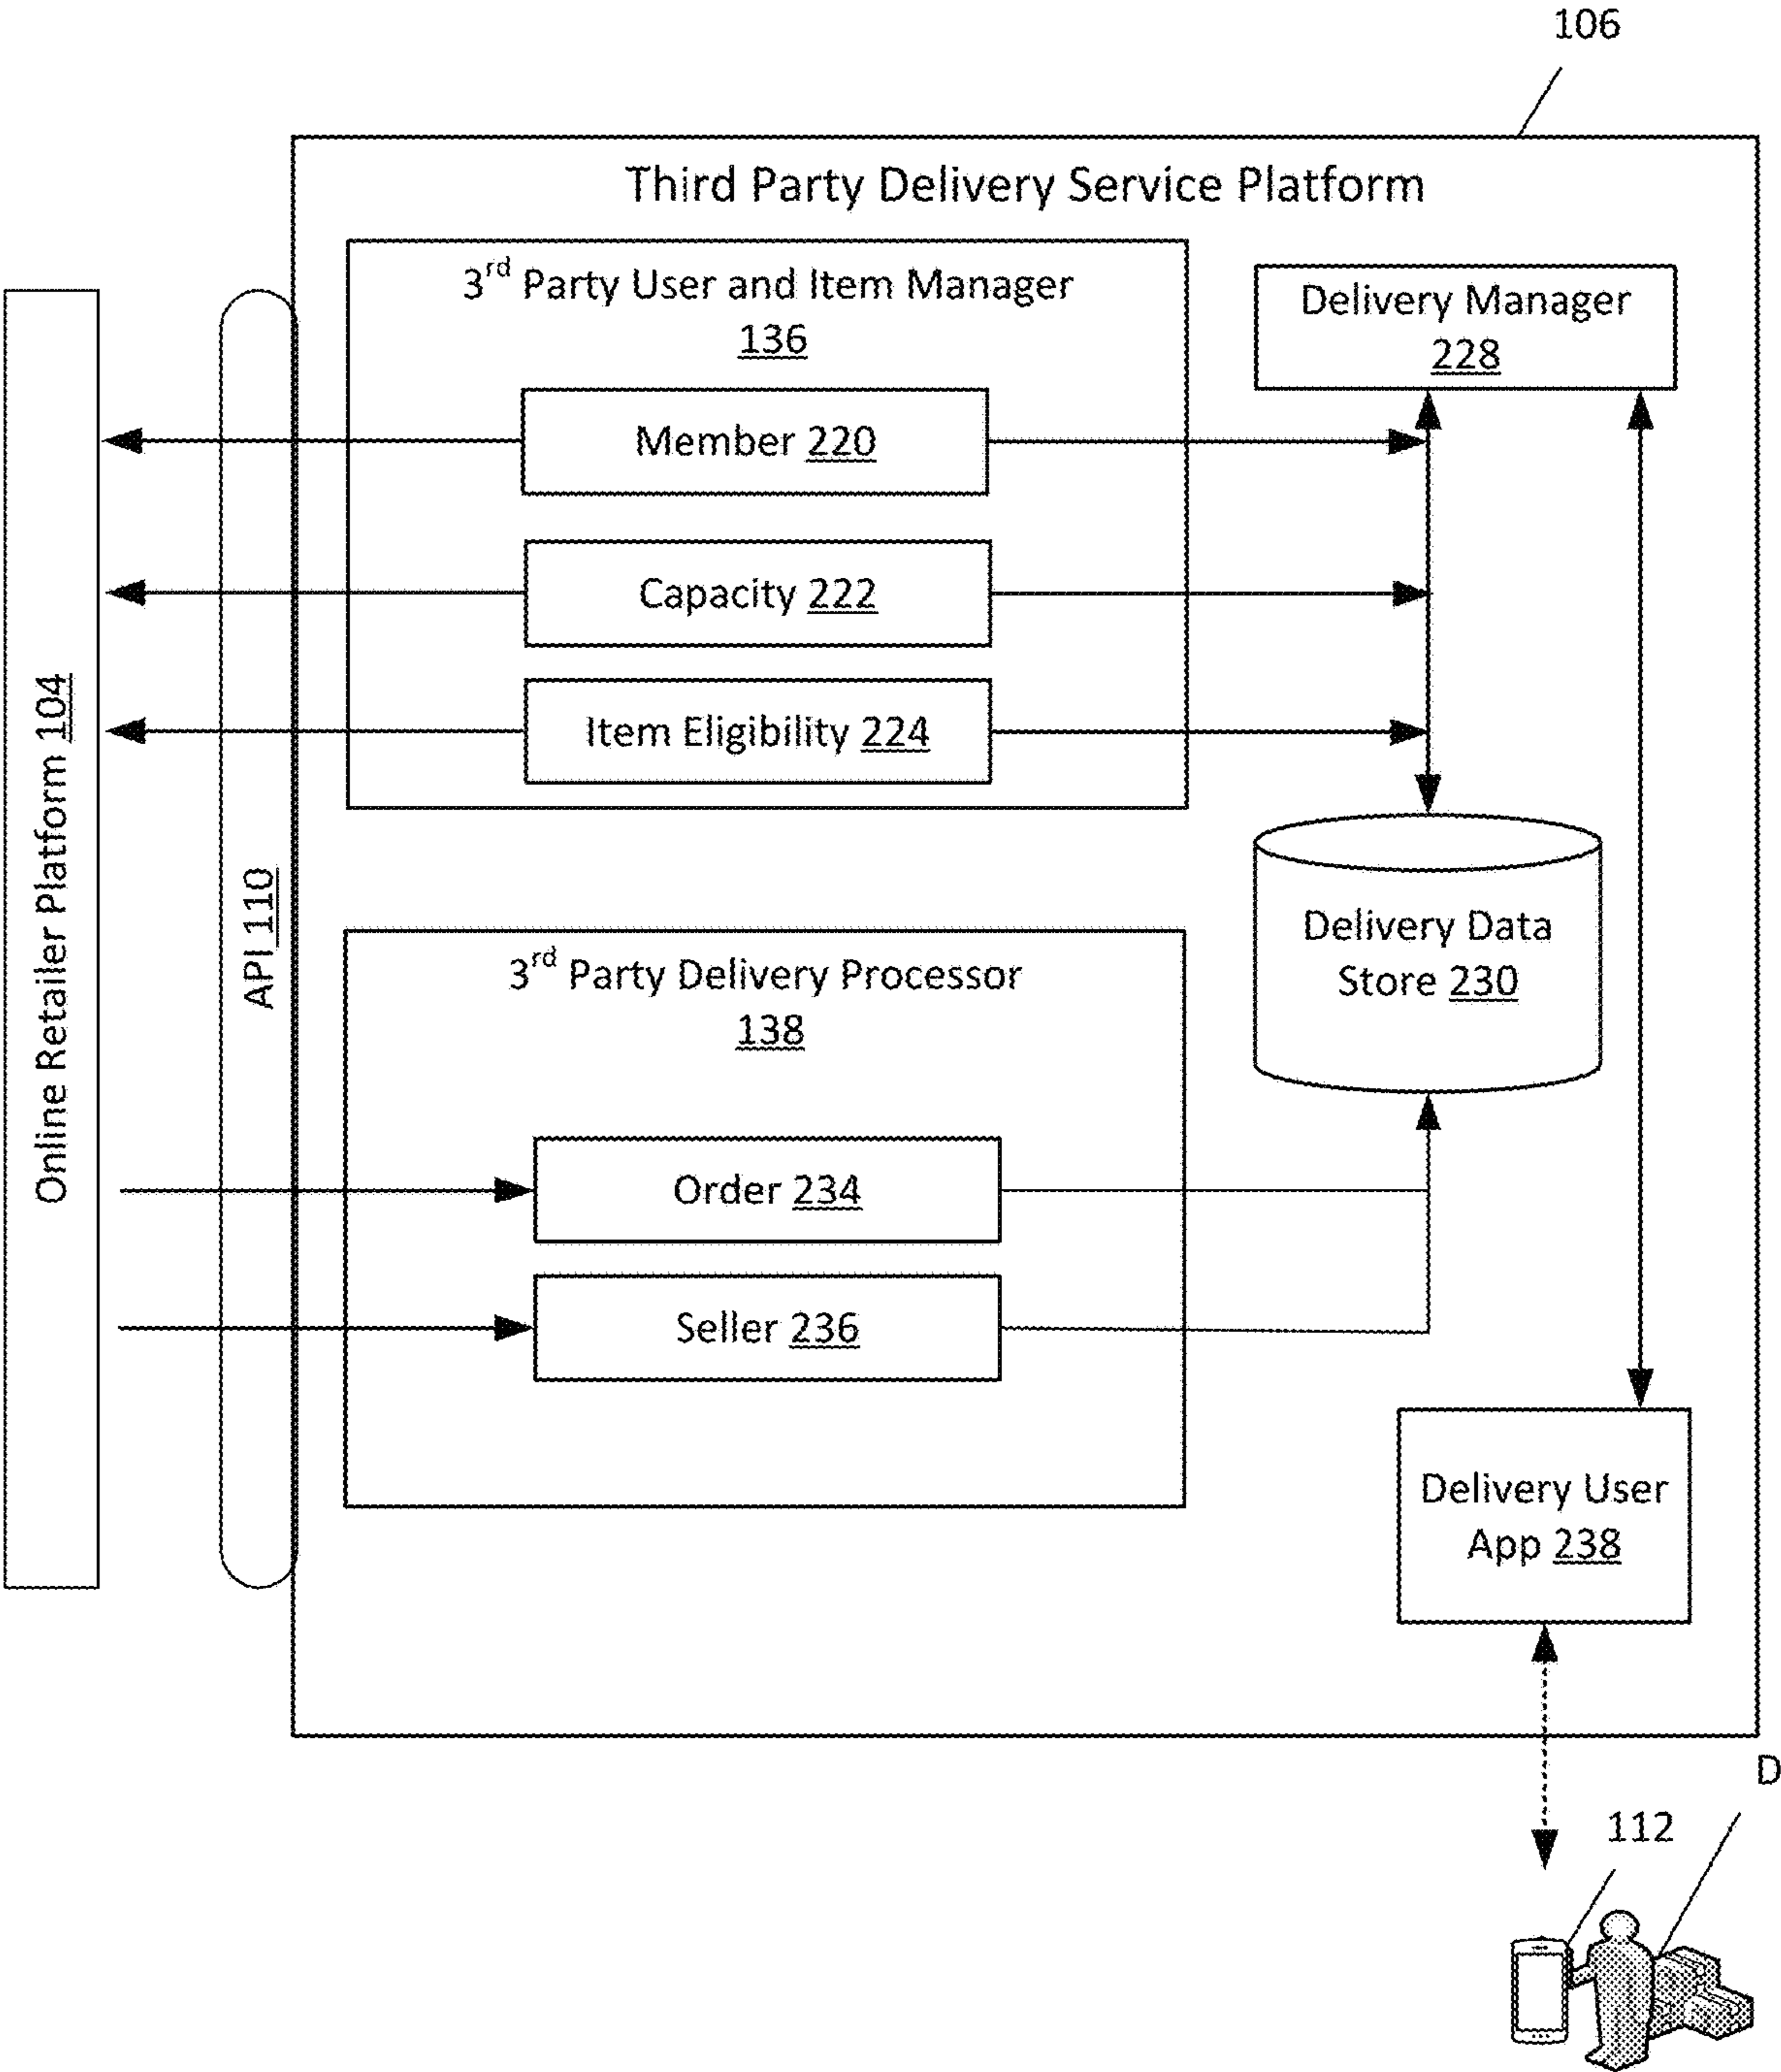 106
Third Party Delivery Service Platform
3rd Party User and Item Manager
136
Delivery Manager
228
Member 220
Capacity 222
Item Eligibility 224
Online Retailer Platform 104
API 110
Delivery Data
Store 230
3rd Party Delivery Processor
138
Order 234
Seller 236
Delivery User
App 238
D
112